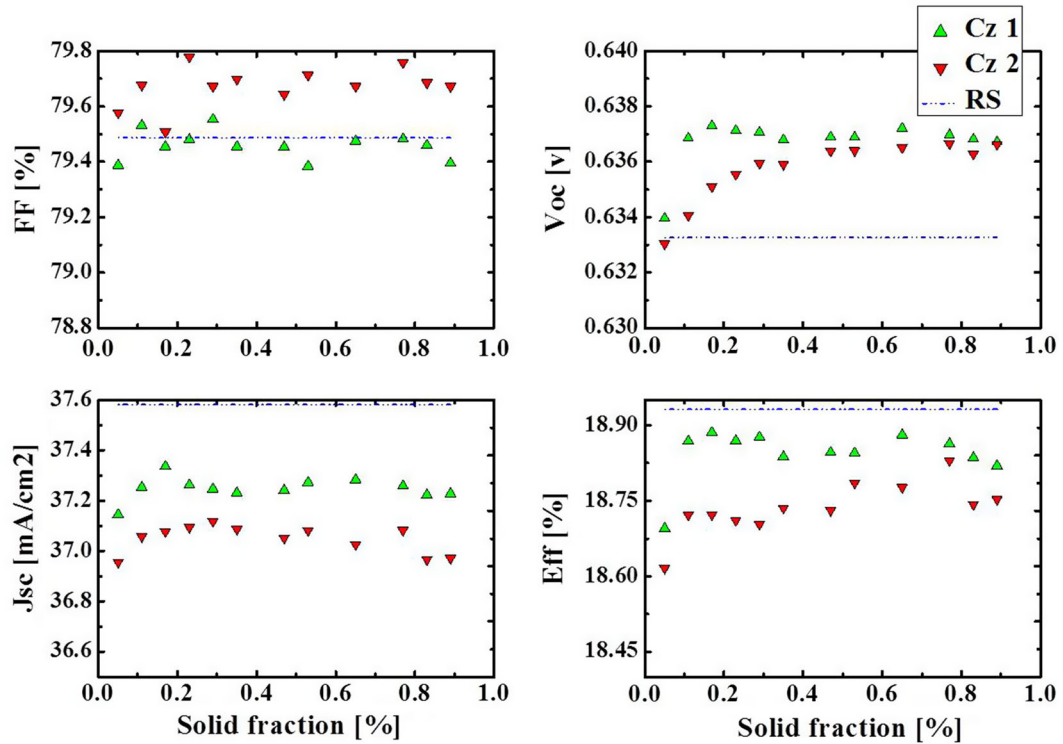 Cz 1
Cz 2
RS
FF [%]
79.8
79.6
79.4
79.2
79.0
78.8
0.0 0.2 0.4 0.6 0.8 1.0
Voc [v]
0.640
0.638
0.636
0.634
0.632
0.630
0.0 0.2 0.4 0.6 0.8 1.0
Jsc [mA/cm2]
37.6
37.4
37.2
37.0
36.8
36.6
0.0 0.2 0.4 0.6 0.8 1.0
Solid fraction [%]
Eff [%]
18.90
18.75
18.60
18.45
0.0 0.2 0.4 0.6 0.8 1.0
Solid fraction [%]